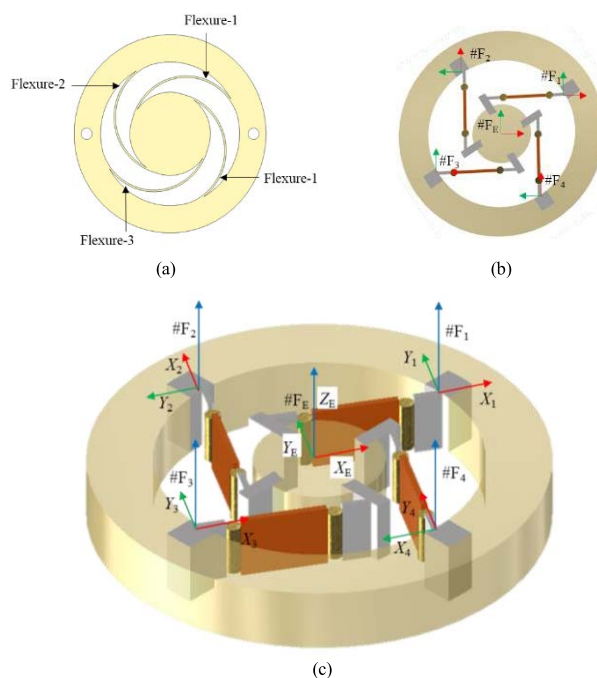 Flexure-1
Flexure-2
Flexure-1
Flexure-3
(a)
#F2
#F4
#FE
#F3
#F4
(b)
#F2
#F1
X2
Y1
Y2
#FE
ZE
X1
YE
#F3
XE
#F4
Y3
Y4
X3
X4
(c)